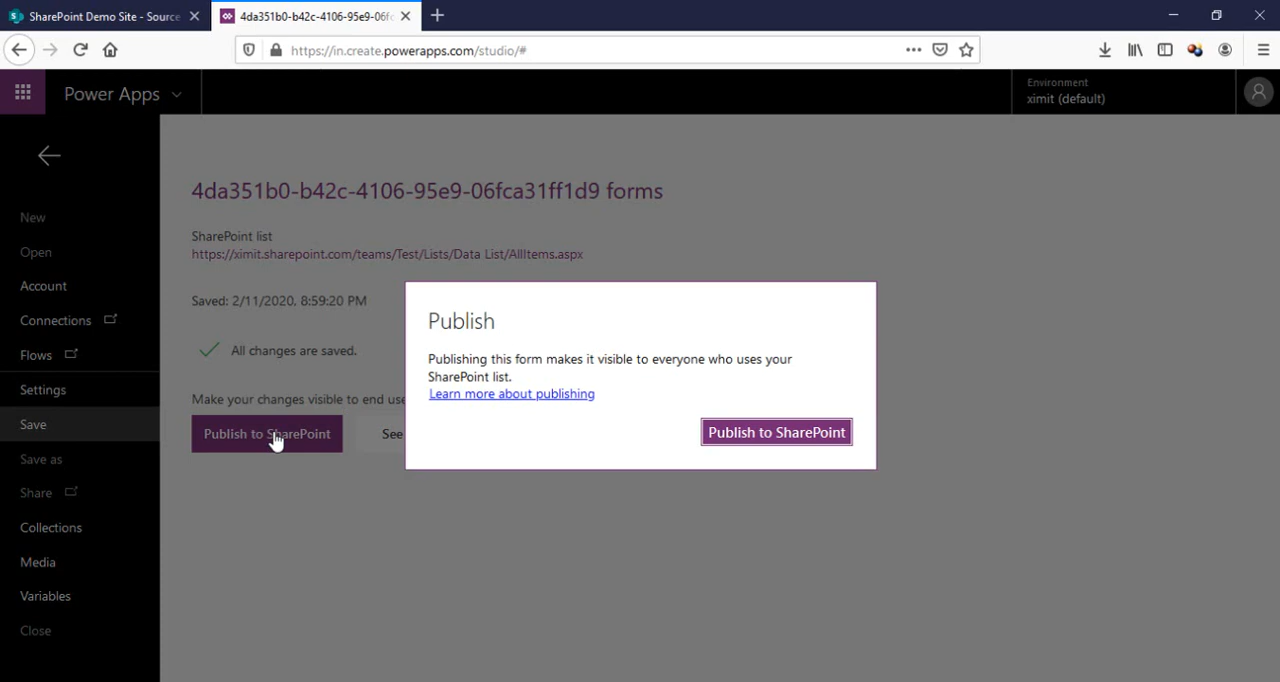 SharePoint Demo Site - Source
4da351b0-b42c-4106-95e9-06fc
https://in.create.powerapps.com/studio/#
Power Apps
Environment
ximit (default)
New
Open
Account
Connections
Flows
Settings
Save
Save as
Share
Collections
Media
Variables
Close
4da351b0-b42c-4106-95e9-06fca31ff1d9 forms
SharePoint list
https://ximit.sharepoint.com/teams/Test/Lists/Data List/AllItems.aspx
Saved: 2/11/2020, 8:59:20 PM
All changes are saved.
Make your changes visible to end use
Publish to SharePoint
See
Publish
Publishing this form makes it visible to everyone who uses your
SharePoint list.
Learn more about publishing
Publish to SharePoint